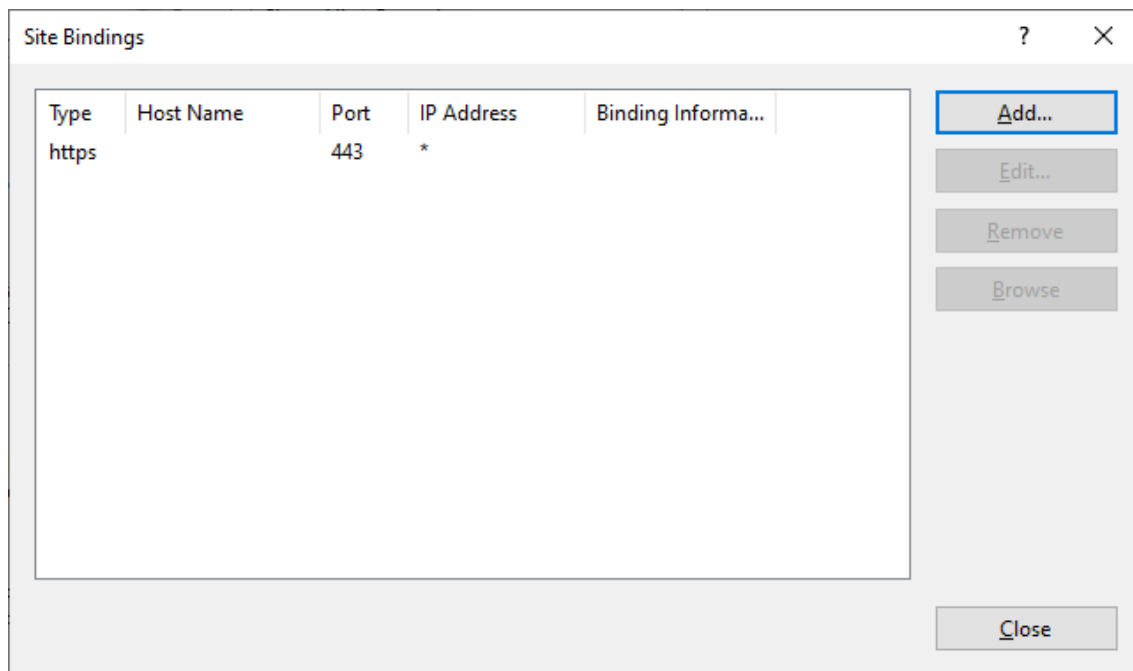 Site Bindings
?
Type Host Name Port IP Address Binding Informa...
https 443 *
Add...
Edit...
Remove
Browse
Close